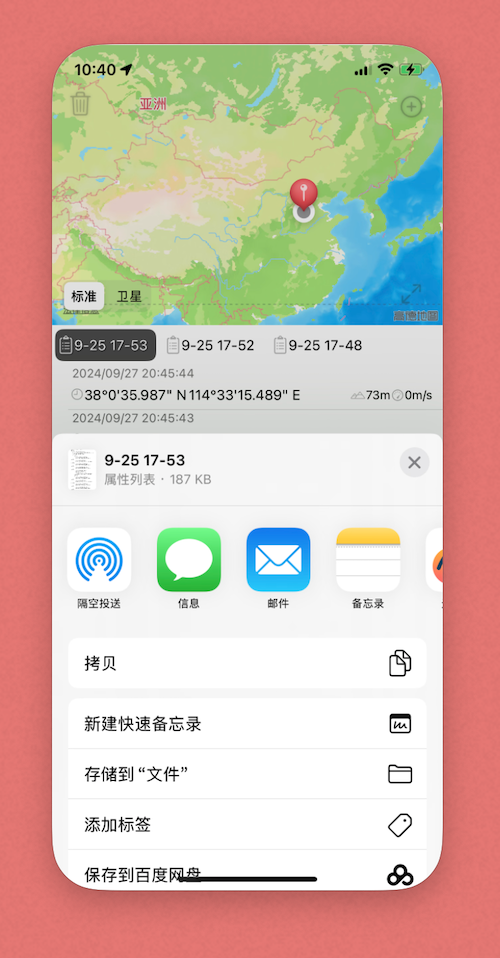 10:40
亚洲
标准 卫星
高德地图
9-25 17-53 9-25 17-52 9-25 17-48
2024/09/27 20:45:44
38°0'35.987" N 114°33'15.489" E 73m 0m/s
2024/09/27 20:45:43
9-25 17-53
属性列表 · 187 KB
隔空投送 信息 邮件 备忘录
拷贝
新建快速备忘录
存储到“文件”
添加标签
保存到百度网盘